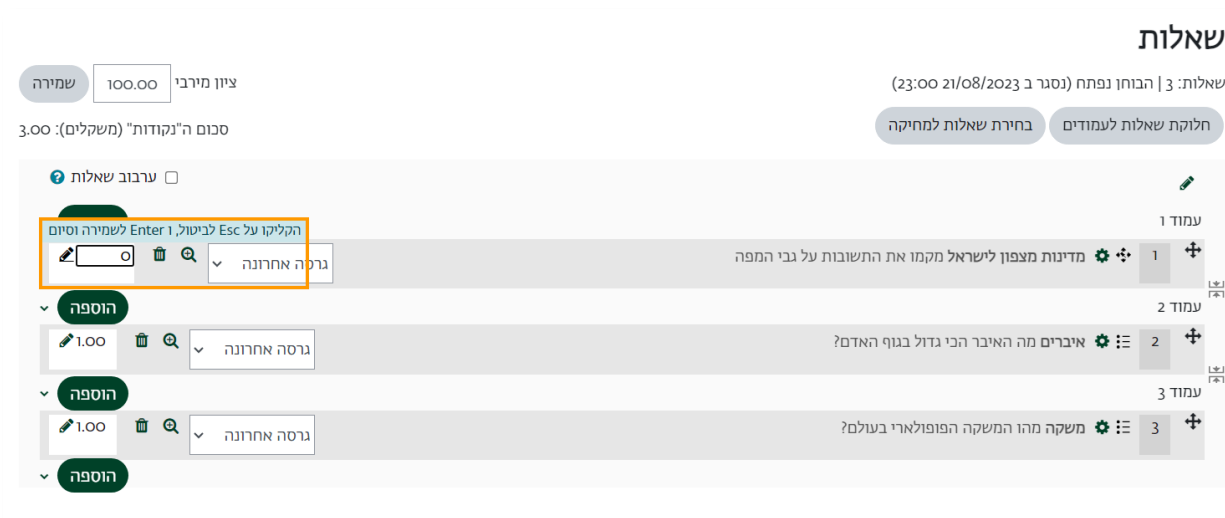 שאלות
שאלות: 3 | הבוחן נפתח (נסגר ב 21/08/2023 23:00)
ציון מירבי 100.00 שמירה
חלוקת שאלות לעמודים בחירת שאלות למחיקה
סכום ה"נקודות" (משקלים): 3.00
ערבוב שאלות
עמוד 1
הקליקו על Esc לביטול, ו Enter לשמירה וסיום
1 מדינות מצפון לישראל מקמו את התשובות על גבי המפה גרסה אחרונה 0
עמוד 2 הוספה
2 איברים מה האיבר הכי גדול בגוף האדם? גרסה אחרונה 1.00
עמוד 3 הוספה
3 משקה מהו המשקה הפופולארי בעולם? גרסה אחרונה 1.00
הוספה